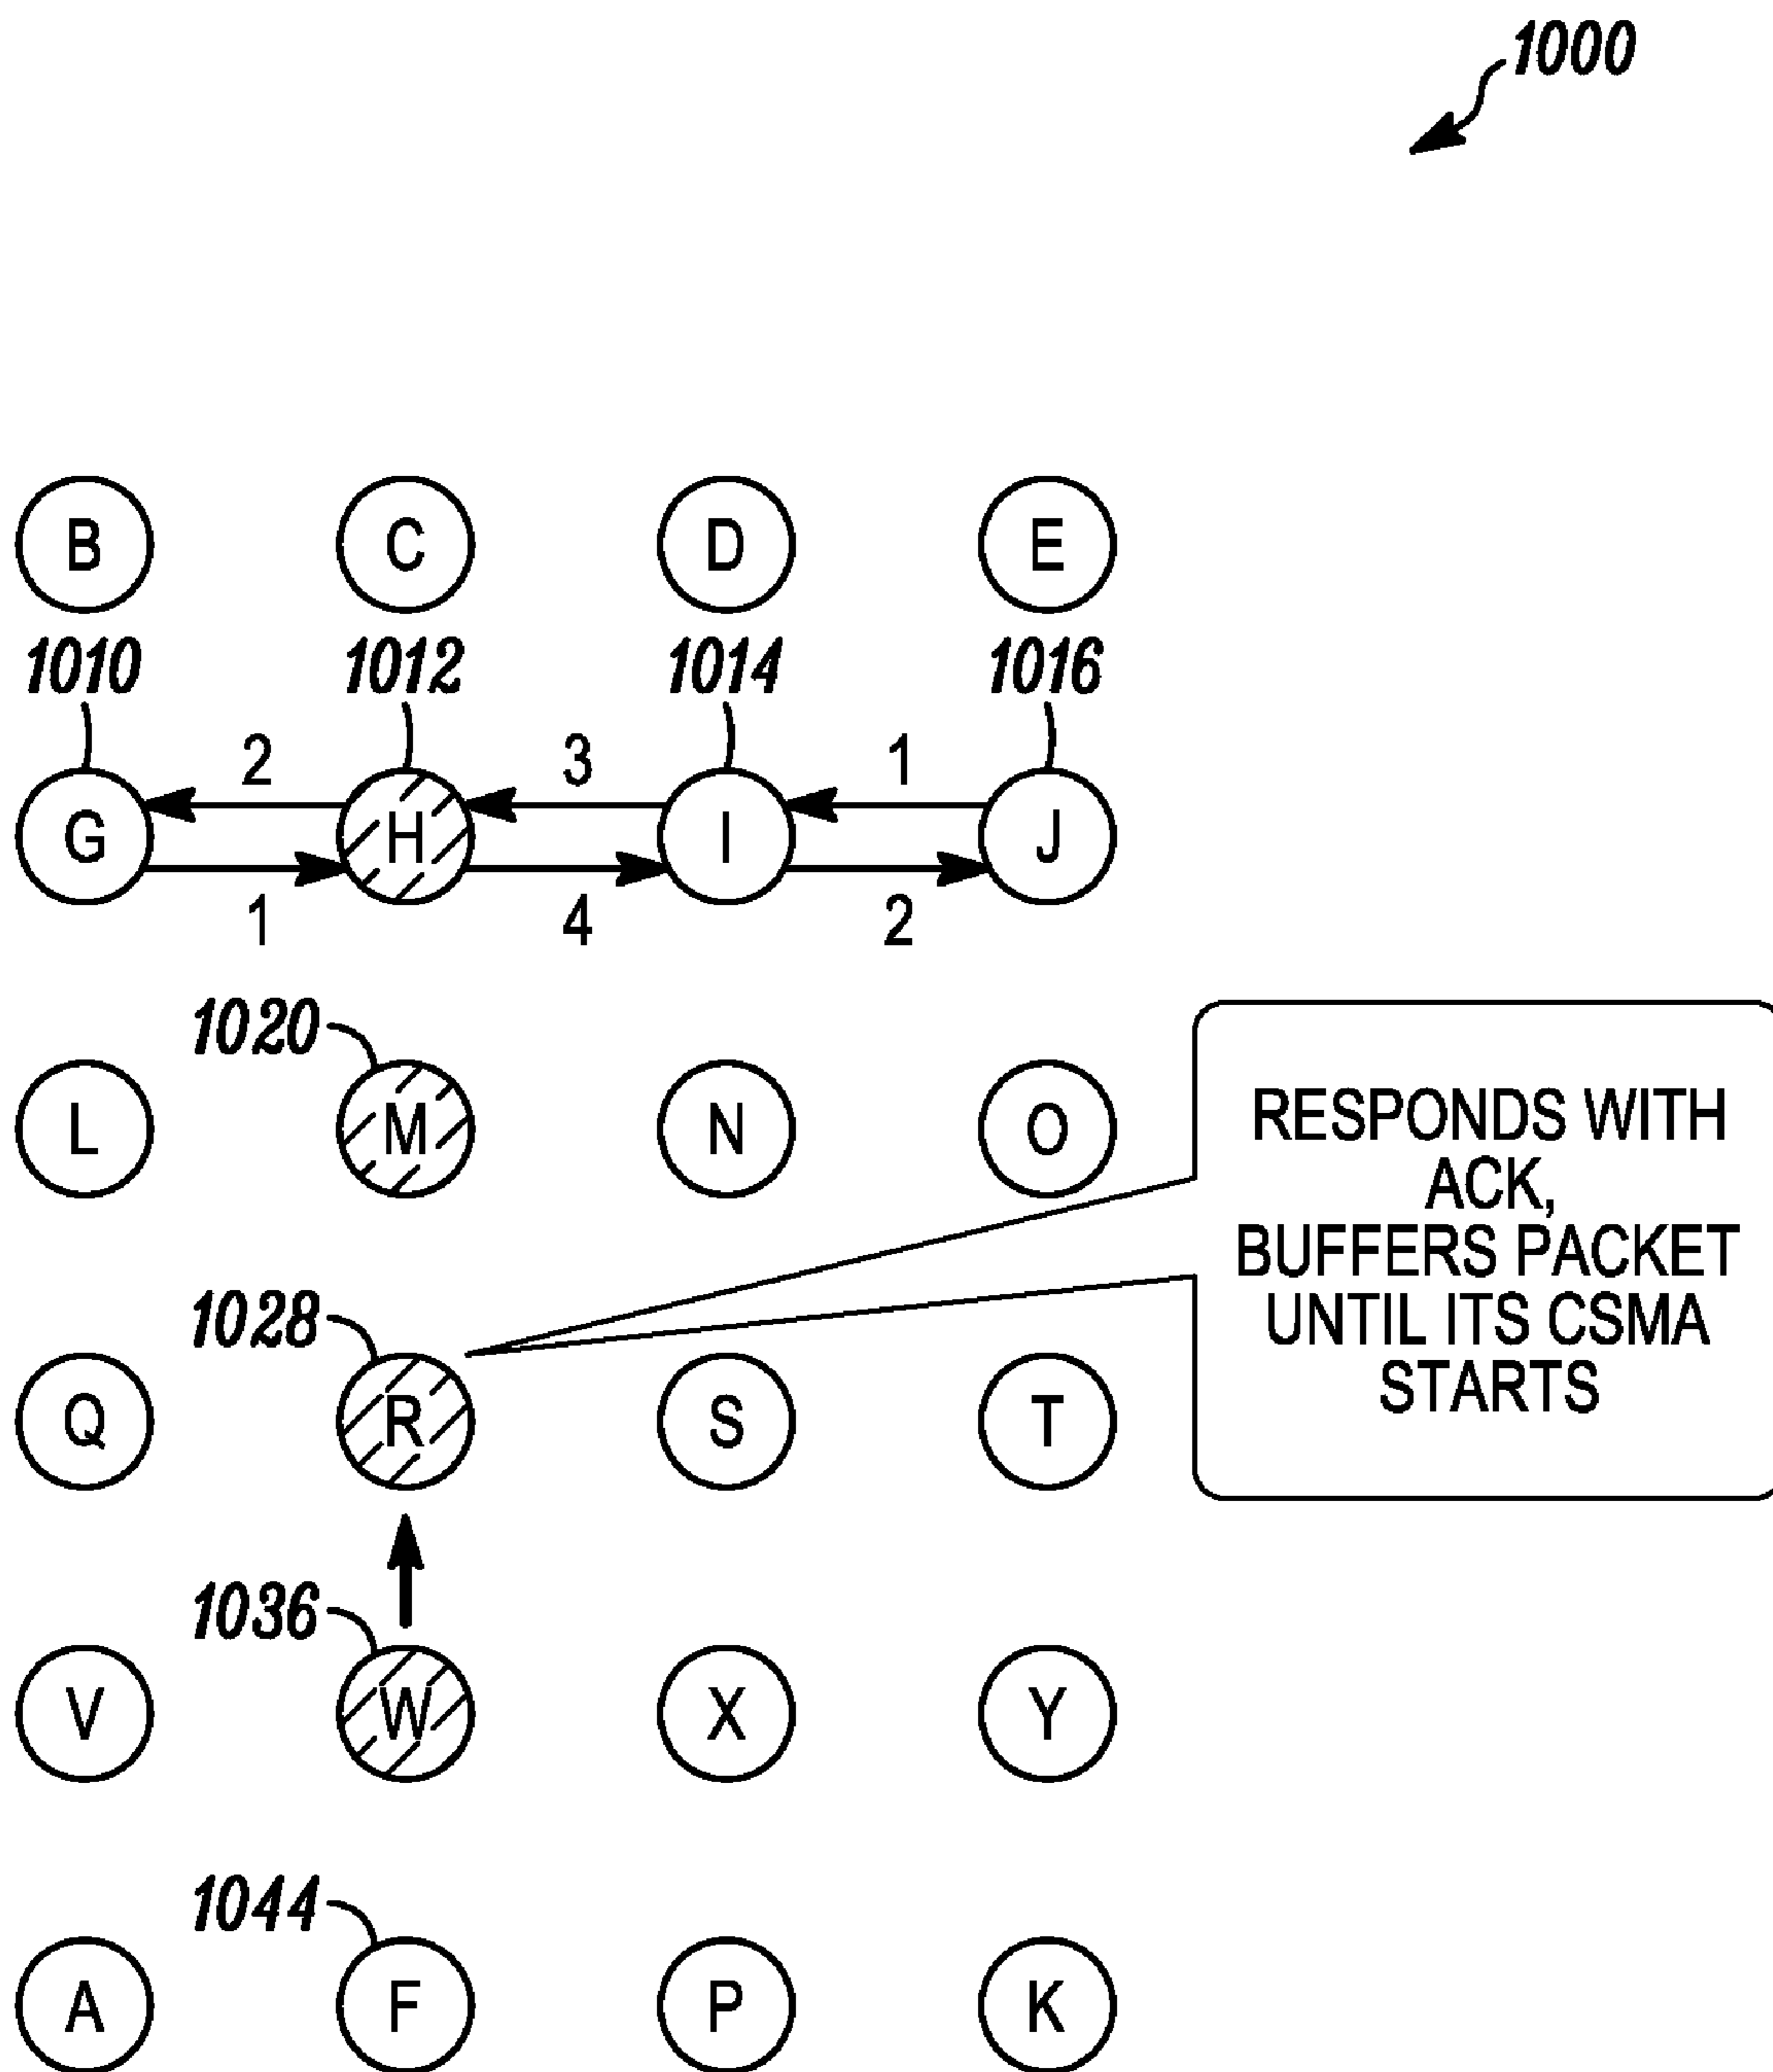 1000
B C D E
1010 1012 1014 1016
2 3 1
G H I J
1 4 2
1020
L M N O
RESPONDS WITH
ACK,
BUFFERS PACKET
UNTIL ITS CSMA
STARTS
1028
Q R S T
1036
V W X Y
1044
A F P K